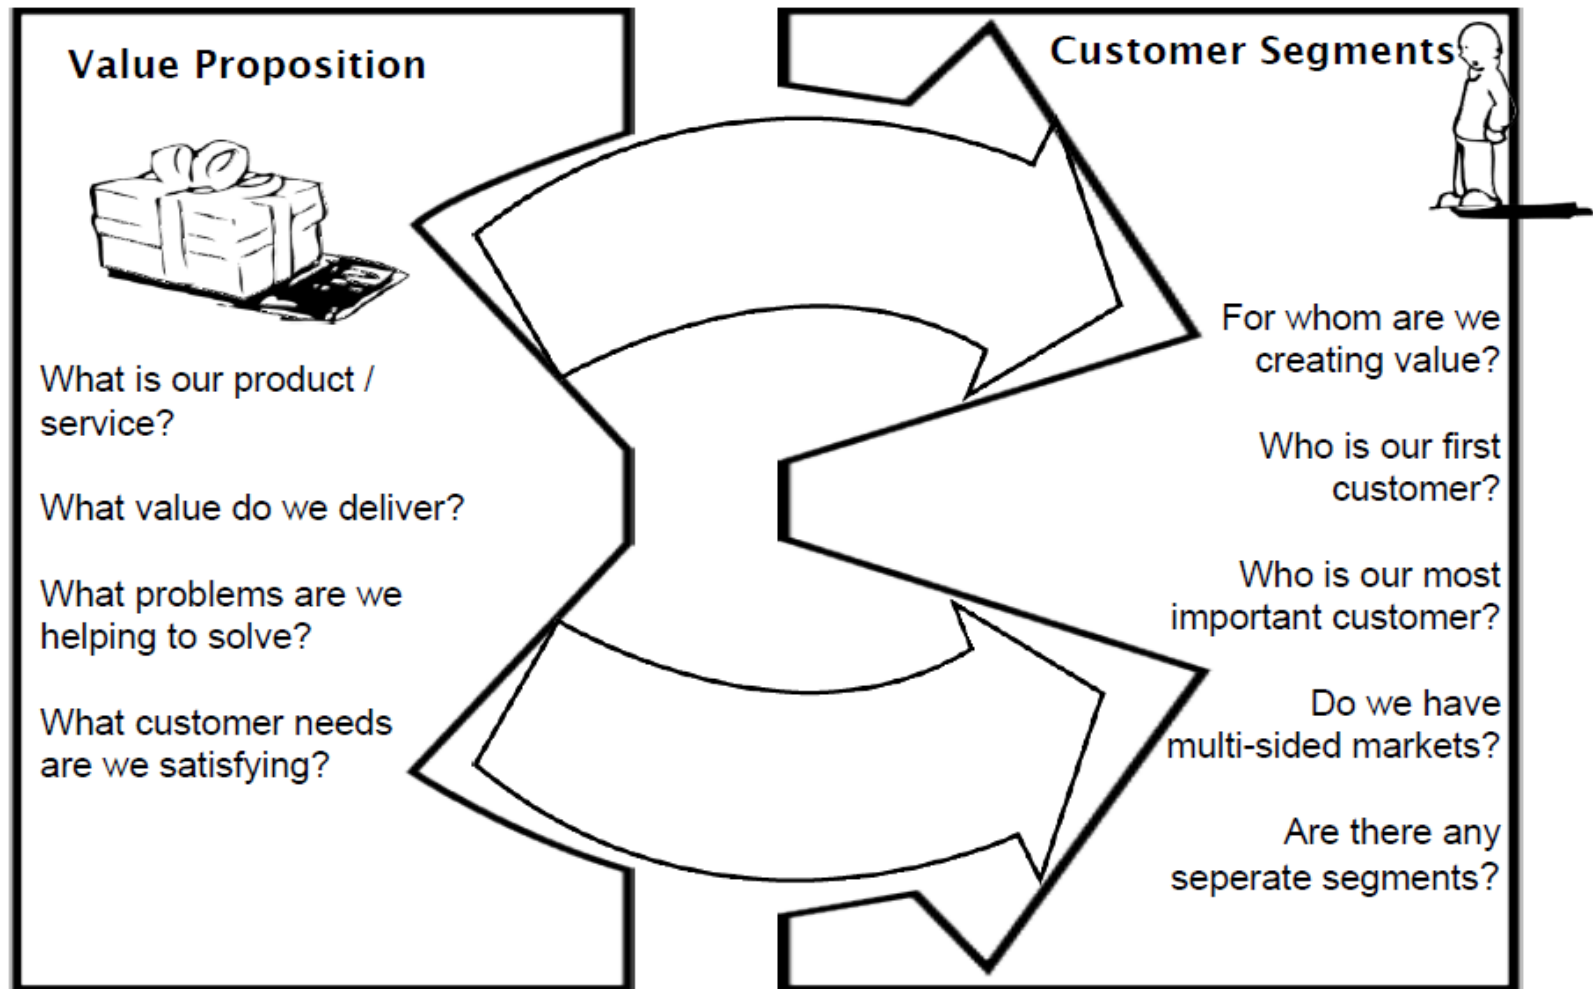 Value Proposition
What is our product /
service?
What value do we deliver?
What problems are we
helping to solve?
What customer needs
are we satisfying?
Customer Segments
For whom are we
creating value?
Who is our first
customer?
Who is our most
important customer?
Do we have
multi-sided markets?
Are there any
seperate segments?